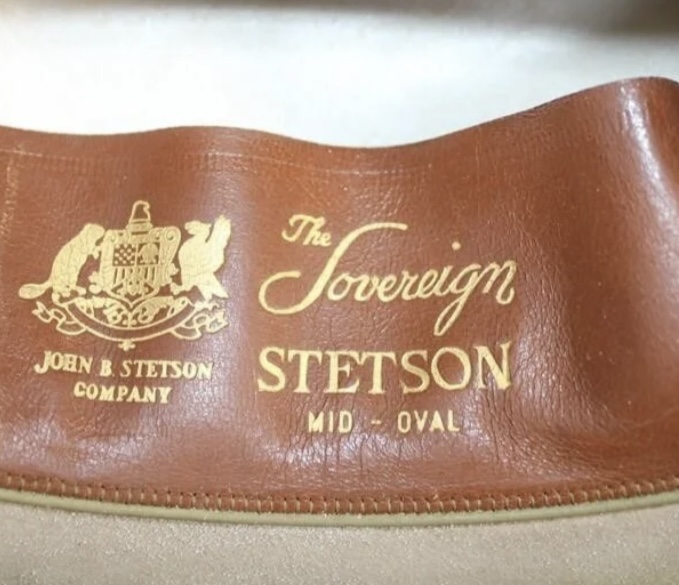 JOHN B. STETSON
COMPANY
The
Sovereign
STETSON
MID - OVAL